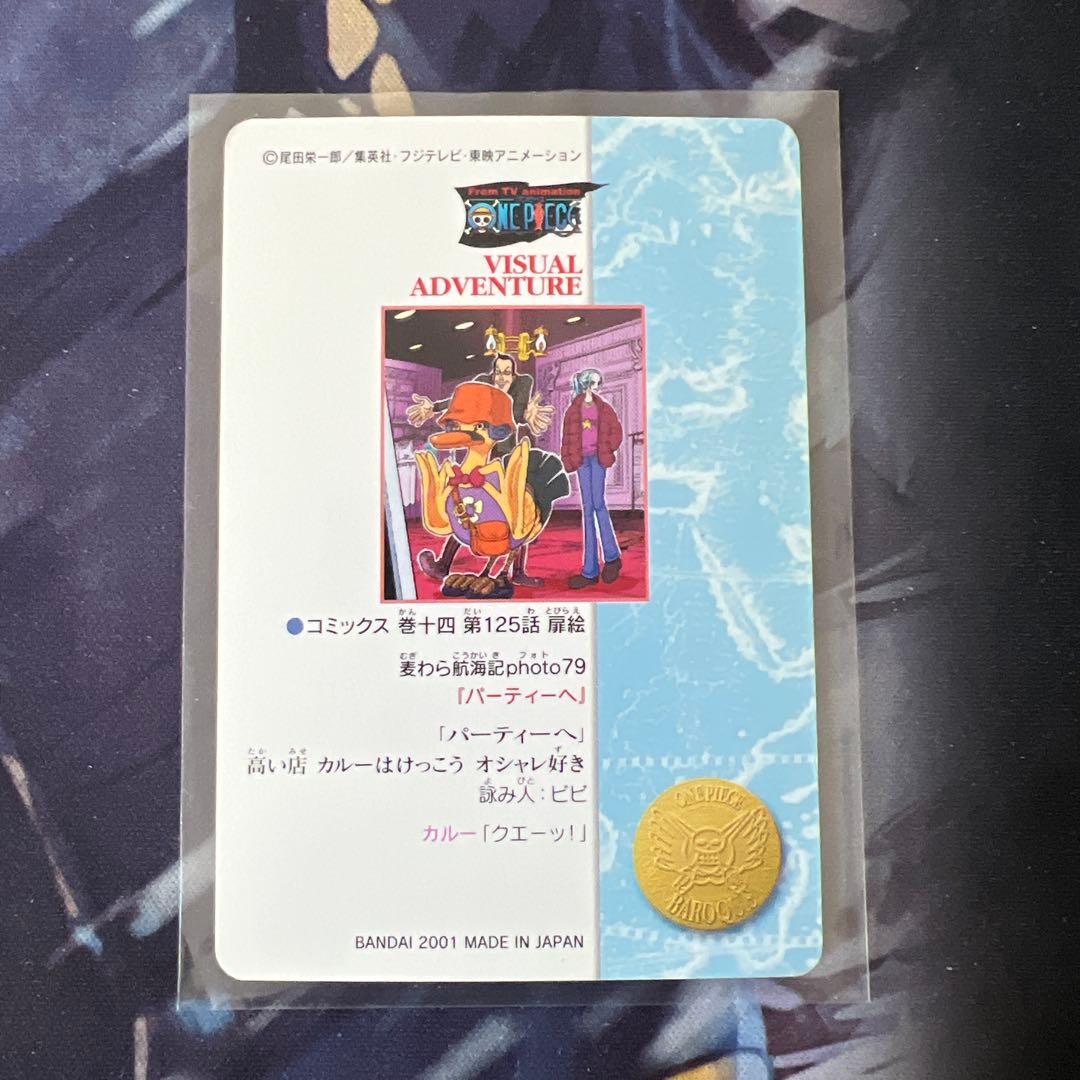 ©尾田栄一郎/集英社・フジテレビ・東映アニメーション
From TV animation
ONE PIECE
VISUAL
ADVENTURE
●コミックス 巻十四 第125話 扉絵
麦わら航海記photo79
『パーティーへ』
「パーティーへ」
高い店 カルーはけっこう オシャレ好き
詠み人：ビビ
カルー「クエーッ！」
ONE PIECE
BAROQUE
BANDAI 2001 MADE IN JAPAN